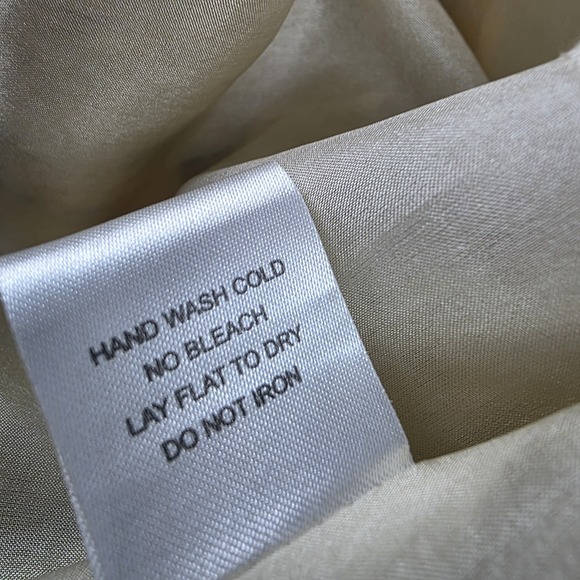 HAND WASH COLD
NO BLEACH
LAY FLAT TO DRY
DO NOT IRON